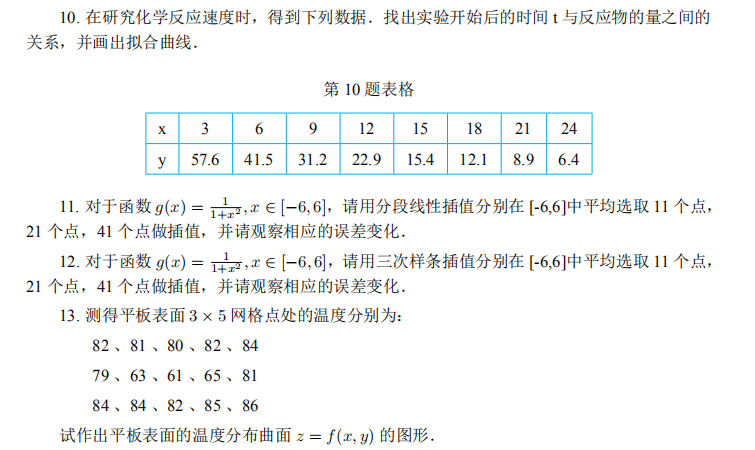 10. 在研究化学反应速度时，得到下列数据．找出实验开始后的时间 t 与反应物的量之间的
关系，并画出拟合曲线．
第 10 题表格
x 3 6 9 12 15 18 21 24
y 57.6 41.5 31.2 22.9 15.4 12.1 8.9 6.4
11. 对于函数 g(x) = 1/(1+x²), x ∈ [−6,6]，请用分段线性插值分别在 [-6,6]中平均选取 11 个点，
21 个点，41 个点做插值，并请观察相应的误差变化．
12. 对于函数 g(x) = 1/(1+x²), x ∈ [−6,6]，请用三次样条插值分别在 [-6,6]中平均选取 11 个点，
21 个点，41 个点做插值，并请观察相应的误差变化．
13. 测得平板表面 3 × 5 网格点处的温度分别为：
82 、81 、80 、82 、84
79 、63 、61 、65 、81
84 、84 、82 、85 、86
试作出平板表面的温度分布曲面 z = f(x, y) 的图形．